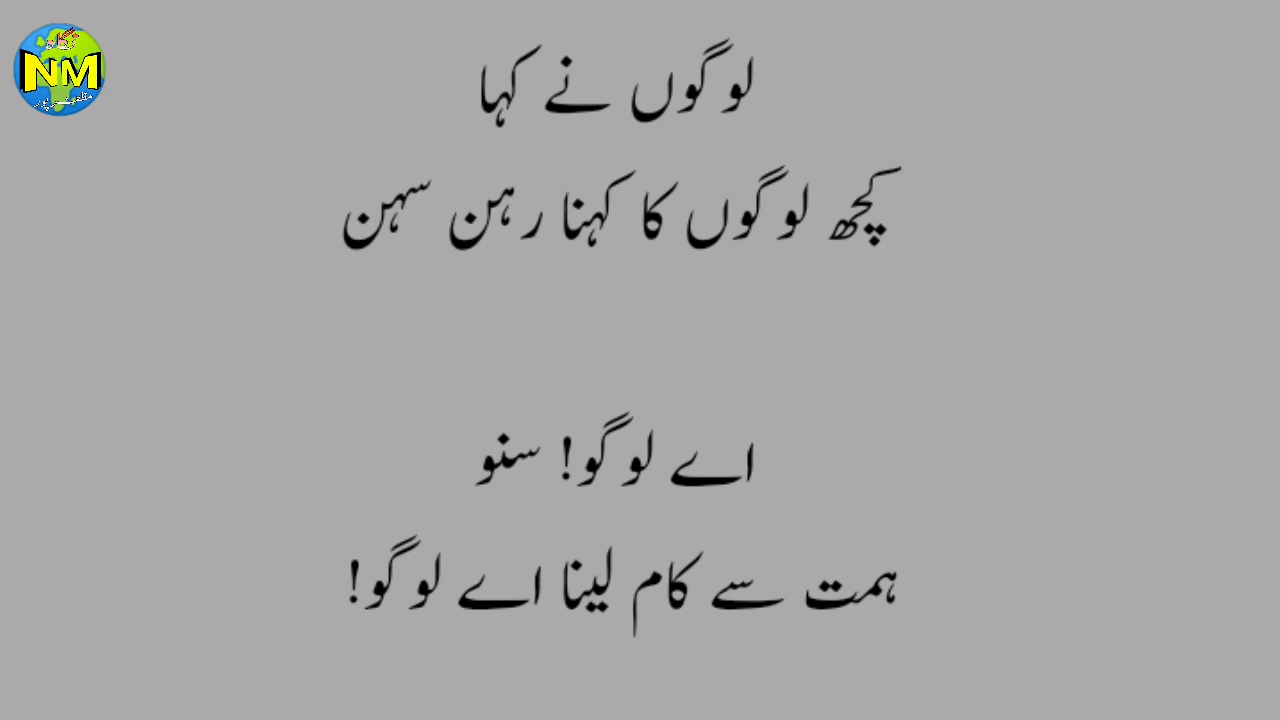 NM
لوگوں نے کہا
کچھ لوگوں کا کہنا رہن سہن
اے لوگو! سنو
ہمت سے کام لینا اے لوگو!